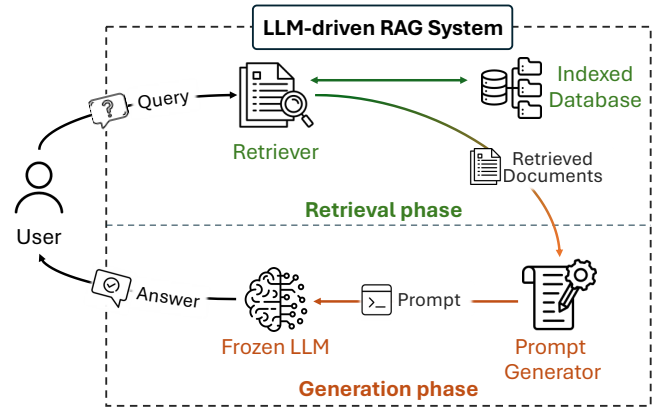 LLM-driven RAG System
Query
Retriever
Indexed
Database
Retrieved
Documents
Retrieval phase
User
Answer
Frozen LLM
Prompt
Prompt
Generator
Generation phase